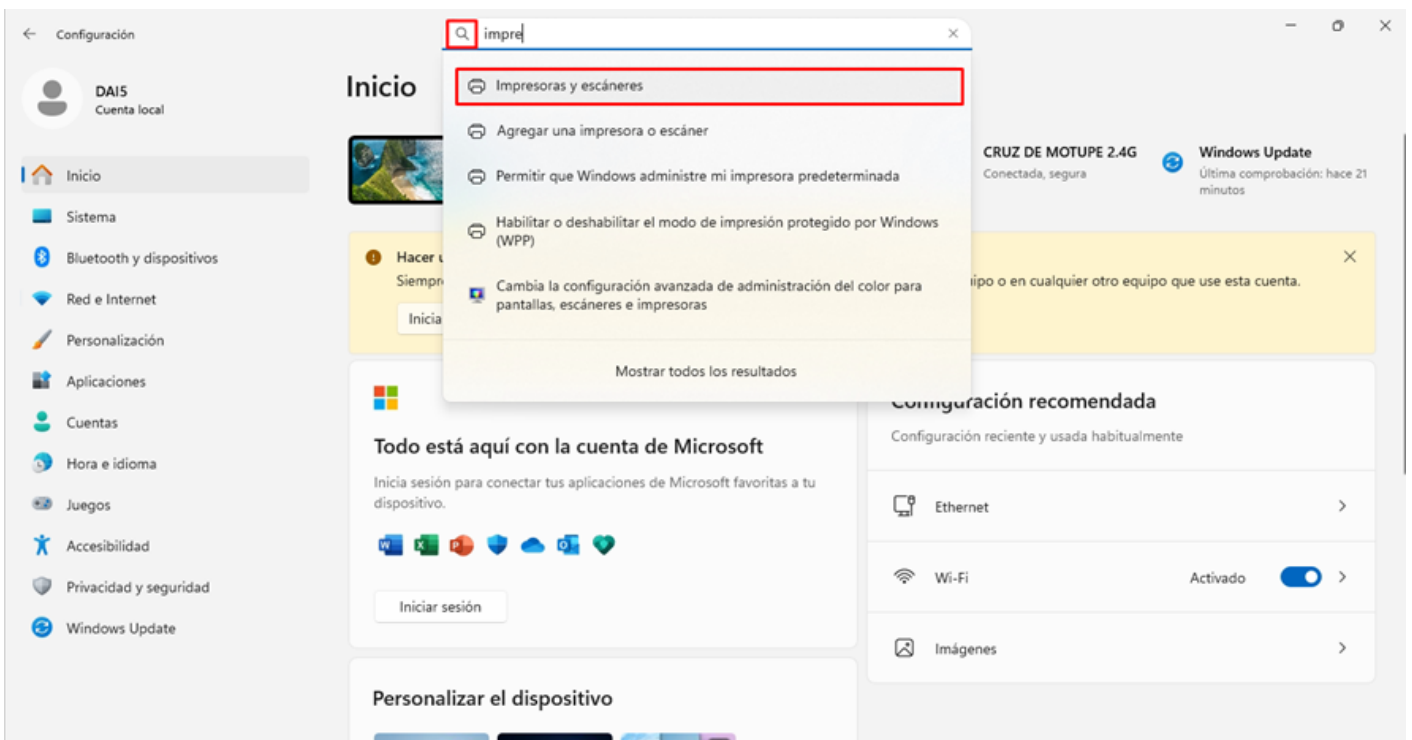 Configuración
impre
DAI5
Cuenta local
Inicio
Sistema
Bluetooth y dispositivos
Red e Internet
Personalización
Aplicaciones
Cuentas
Hora e idioma
Juegos
Accesibilidad
Privacidad y seguridad
Windows Update
Inicio
Impresoras y escáneres
Agregar una impresora o escáner
Permitir que Windows administre mi impresora predeterminada
Habilitar o deshabilitar el modo de impresión protegido por Windows
(WPP)
Cambia la configuración avanzada de administración del color para
pantallas, escáneres e impresoras
Mostrar todos los resultados
CRUZ DE MOTUPE 2.4G
Conectada, segura
Windows Update
Última comprobación: hace 21
minutos
Hacer
Siempr
ipo o en cualquier otro equipo que use esta cuenta.
Inicia
Todo está aquí con la cuenta de Microsoft
Inicia sesión para conectar tus aplicaciones de Microsoft favoritas a tu
dispositivo.
Iniciar sesión
Personalizar el dispositivo
Configuración recomendada
Configuración reciente y usada habitualmente
Ethernet
Wi-Fi
Activado
Imágenes